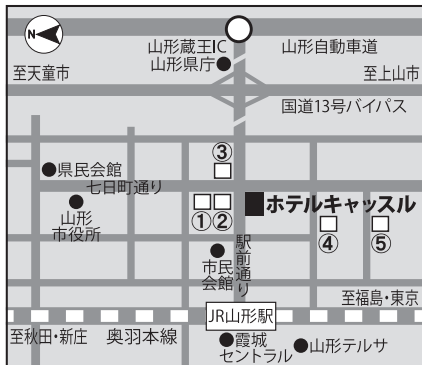 N
山形蔵王IC
山形県庁
山形自動車道
至天童市
至上山市
国道13号バイパス
③
県民会館
七日町通り
ホテルキャッスル
山形
市役所
①②
④
⑤
市民
会館
駅前通り
至福島・東京
JR山形駅
至秋田・新庄
奥羽本線
霞城
セントラル
山形テルサ